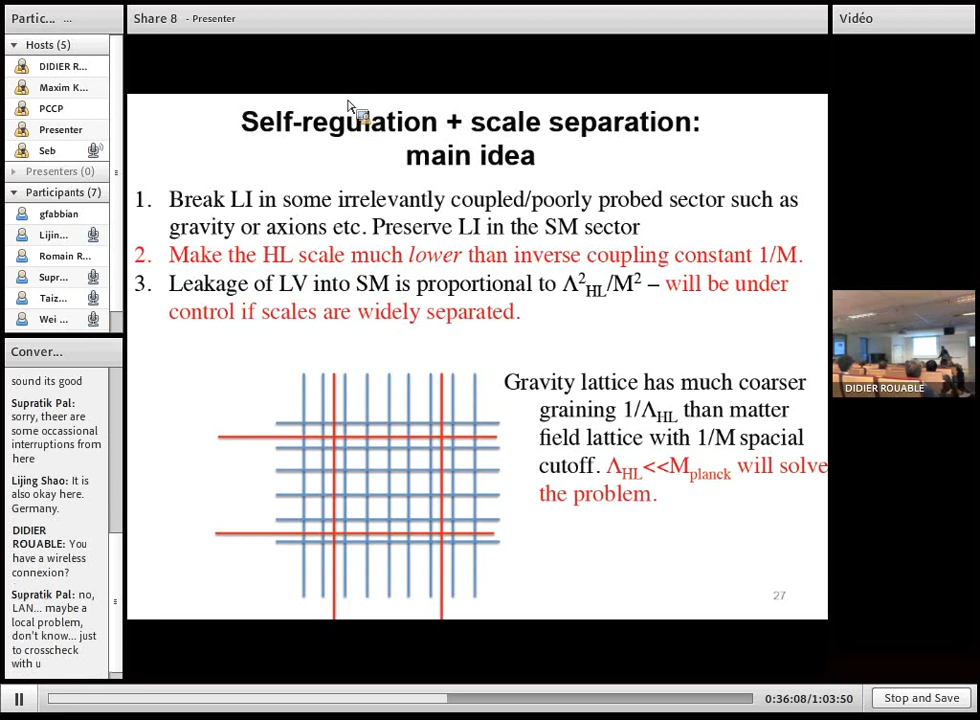 Partic... ...
Hosts (5)
DIDIER R...
Maxim K...
PCCP
Presenter
Seb
Presenters (0)
Participants (7)
gfabbian
Lijin...
Romain R...
Supr...
Taiz...
Wei ...
Conver...
sound its good
Supratik Pal:
sorry, theer are
some occassional
interruptions from
here
Lijing Shao: It is
also okay here.
Germany.
DIDIER
ROUABLE: You
have a wireless
connexion?
Supratik Pal: no,
LAN... maybe a
local problem,
don't know... just
to crosscheck
with u
Share 8 - Presenter
Self-regulation + scale separation:
main idea
1. Break LI in some irrelevantly coupled/poorly probed sector such as
gravity or axions etc. Preserve LI in the SM sector
2. Make the HL scale much lower than inverse coupling constant 1/M.
3. Leakage of LV into SM is proportional to Λ²HL/M² – will be under
control if scales are widely separated.
Gravity lattice has much coarser
graining 1/ΛHL than matter
field lattice with 1/M spacial
cutoff. ΛHL<<Mplanck will solve
the problem.
27
Vidéo
DIDIER ROUABLE
0:36:08/1:03:50
Stop and Save